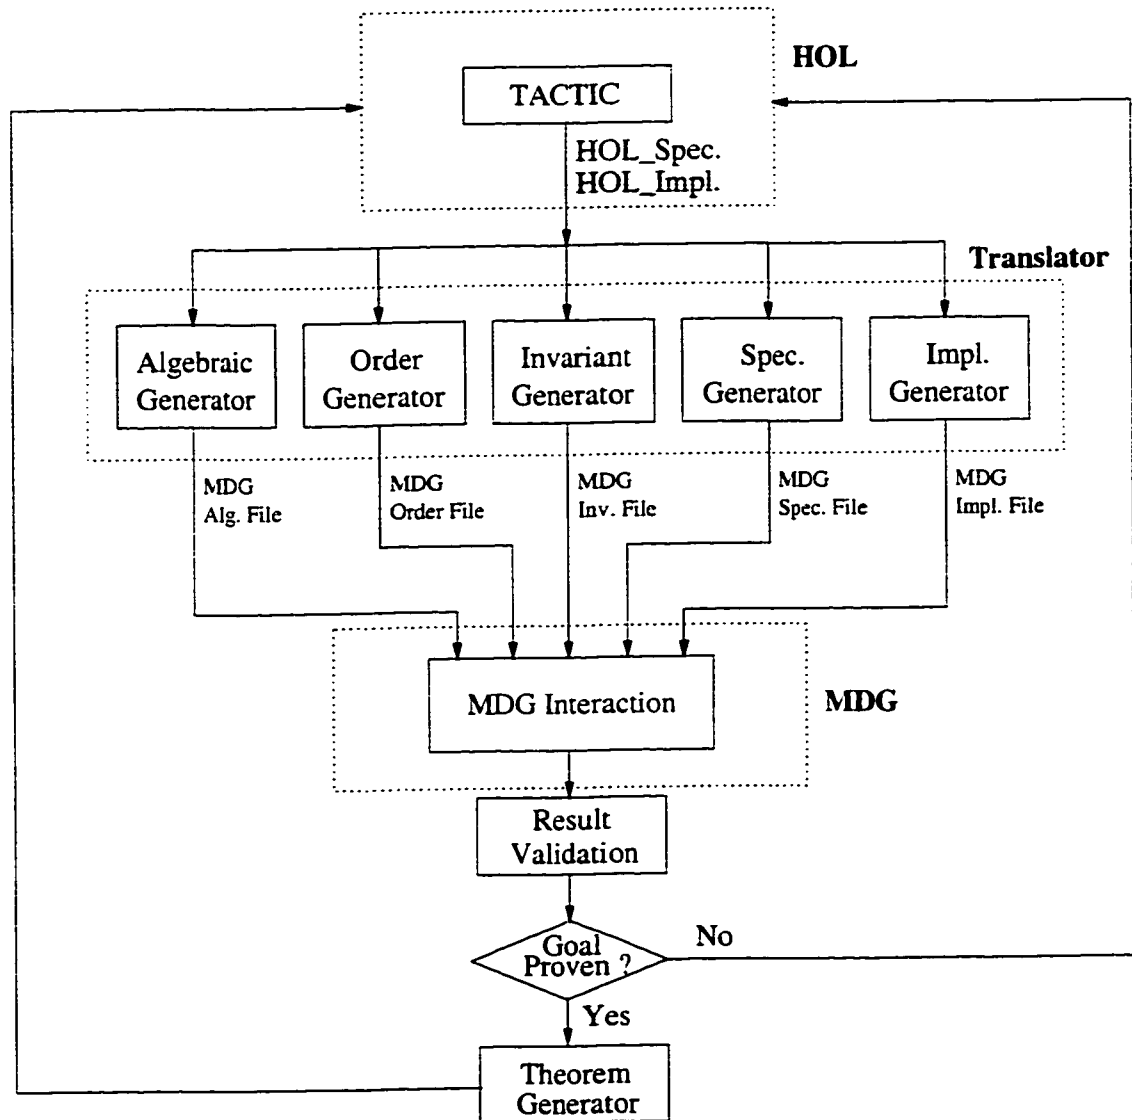 HOL
TACTIC
HOL_Spec.
HOL_Impl.
Translator
Algebraic
Generator
Order
Generator
Invariant
Generator
Spec.
Generator
Impl.
Generator
MDG
Alg. File
MDG
Order File
MDG
Inv. File
MDG
Spec. File
MDG
Impl. File
MDG Interaction
MDG
Result
Validation
Goal
Proven ?
No
Yes
Theorem
Generator